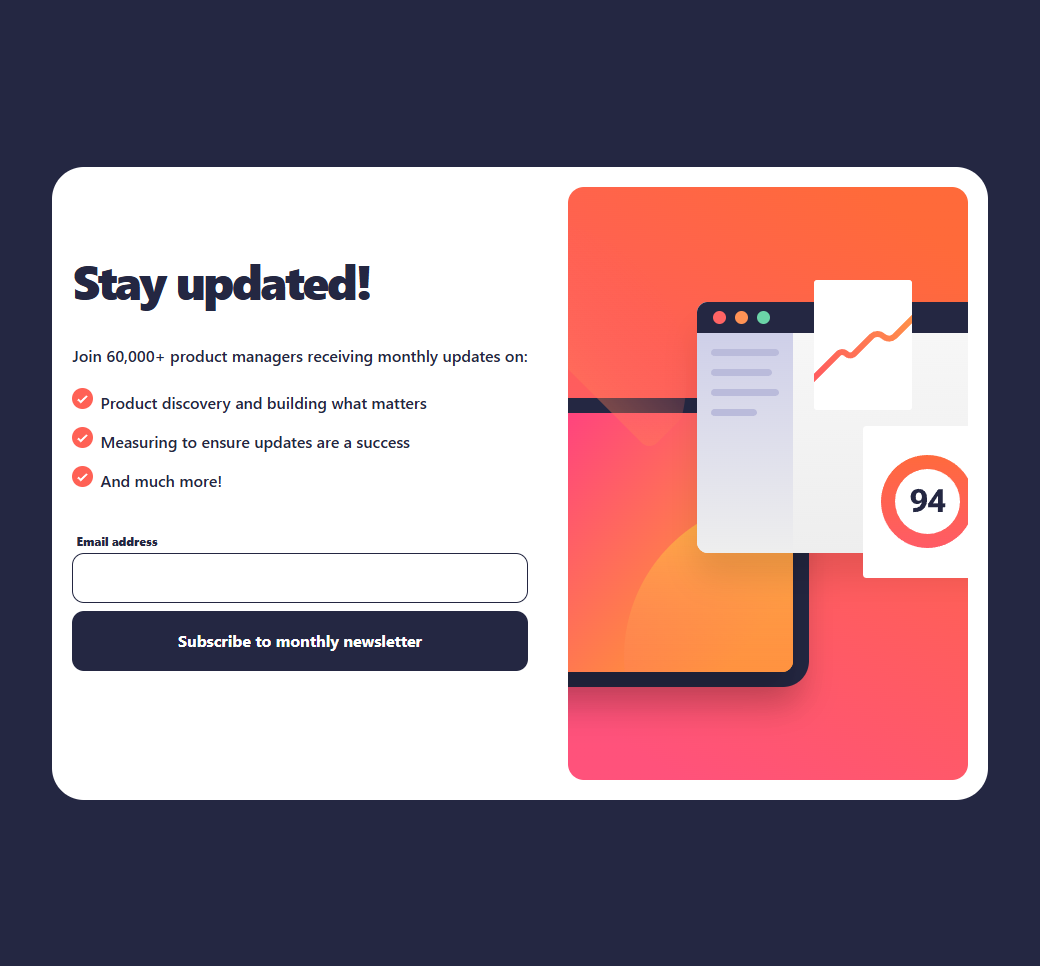 Stay updated!
Join 60,000+ product managers receiving monthly updates on:
Product discovery and building what matters
Measuring to ensure updates are a success
And much more!
Email address
Subscribe to monthly newsletter
94